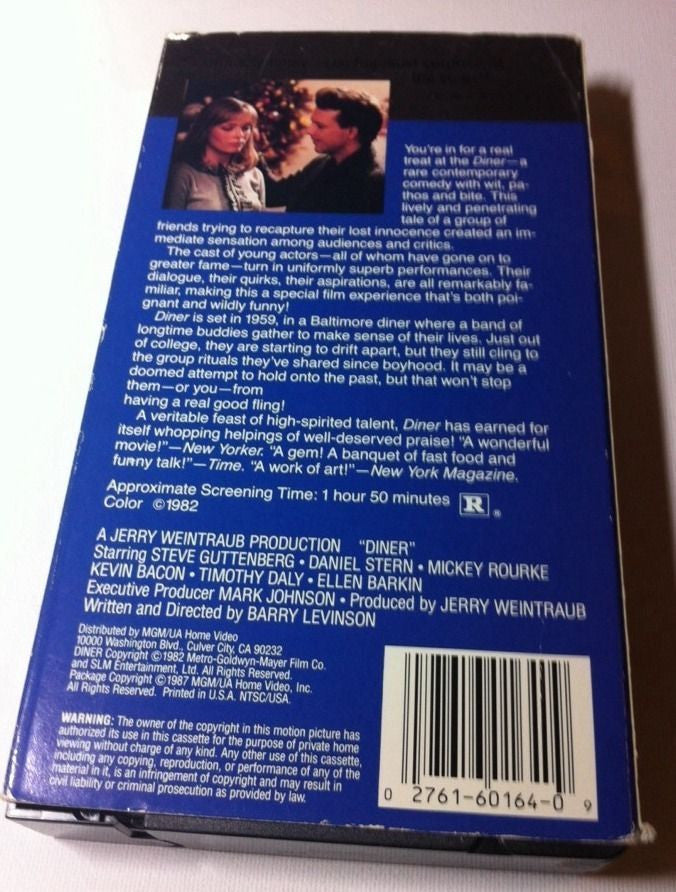 You're in for a real
treat at the Diner—a
rare contemporary
comedy with wit, pa-
thos and bite. This
lively and penetrating
tale of a group of
friends trying to recapture their lost innocence created an im-
mediate sensation among audiences and critics.
The cast of young actors—all of whom have gone on to
greater fame—turn in uniformly superb performances. Their
dialogue, their quirks, their aspirations, are all remarkably fa-
miliar, making this a special film experience that's both poi-
gnant and wildly funny!
Diner is set in 1959, in a Baltimore diner where a band of
longtime buddies gather to make sense of their lives. Just out
of college, they are starting to drift apart, but they still cling to
the group rituals they've shared since boyhood. It may be a
doomed attempt to hold onto the past, but that won't stop
them—or you—from
having a real good fling!
A veritable feast of high-spirited talent, Diner has earned for
itself whopping helpings of well-deserved praise! "A wonderful
movie!"—New Yorker. "A gem! A banquet of fast food and
funny talk!"—Time. "A work of art!"—New York Magazine.
Approximate Screening Time: 1 hour 50 minutes R ®
Color ©1982
A JERRY WEINTRAUB PRODUCTION "DINER"
Starring STEVE GUTTENBERG • DANIEL STERN • MICKEY ROURKE
KEVIN BACON • TIMOTHY DALY • ELLEN BARKIN
Executive Producer MARK JOHNSON • Produced by JERRY WEINTRAUB
Written and Directed by BARRY LEVINSON
Distributed by MGM/UA Home Video
10000 Washington Blvd., Culver City, CA 90232
DINER Copyright ©1982 Metro-Goldwyn-Mayer Film Co.
and SLM Entertainment, Ltd. All Rights Reserved.
Package Copyright ©1987 MGM/UA Home Video, Inc.
All Rights Reserved. Printed in U.S.A. NTSC/USA.
WARNING: The owner of the copyright in this motion picture has
authorized its use in this cassette for the purpose of private home
viewing without charge of any kind. Any other use of this cassette,
including any copying, reproduction, or performance of any of the
material in it, is an infringement of copyright and may result in
civil liability or criminal prosecution as provided by law.
0 2761-60164-0 9